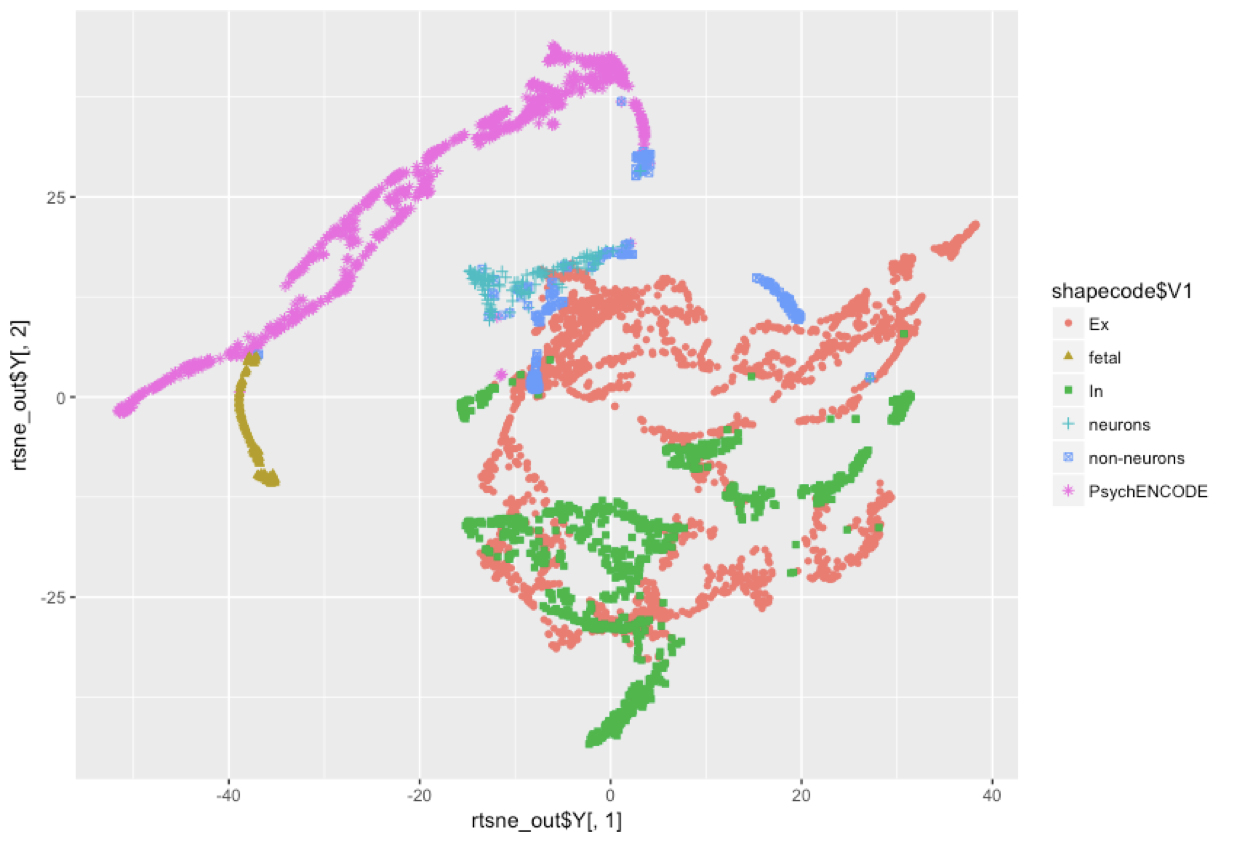 25
0
-25
-40
-20
0
20
40
rtsne_out$Y[, 2]
rtsne_out$Y[, 1]
shapecode$V1
Ex
fetal
In
neurons
non-neurons
PsychENCODE